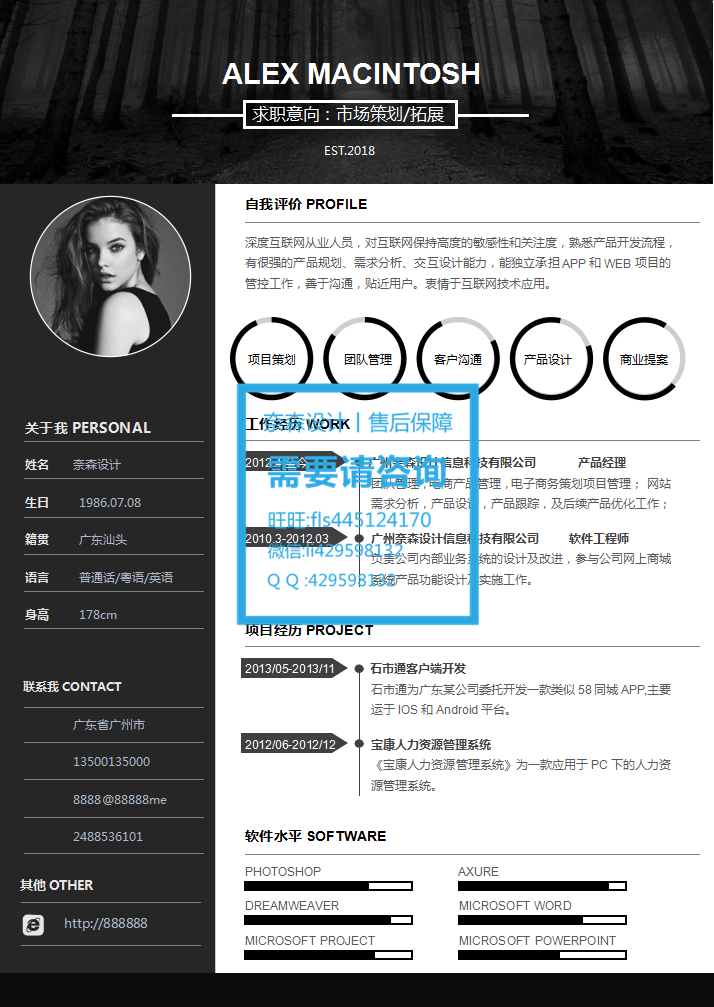 ALEX MACINTOSH
求职意向：市场策划/拓展
EST.2018
关于我 PERSONAL
姓名 奈森设计
生日 1986.07.08
籍贯 广东汕头
语言 普通话/粤语/英语
身高 178cm
联系我 CONTACT
广东省广州市
13500135000
8888@88888me
2488536101
其他 OTHER
http://888888
自我评价 PROFILE
深度互联网从业人员，对互联网保持高度的敏感性和关注度，熟悉产品开发流程，
有很强的产品规划、需求分析、交互设计能力，能独立承担 APP 和 WEB 项目的
管控工作，善于沟通，贴近用户。衷情于互联网技术应用。
项目策划 团队管理 客户沟通 产品设计 商业提案
工作经历 WORK
广州奈森设计信息科技有限公司 产品经理
团队管理，电商产品管理，电子商务策划项目管理； 网站
需求分析，产品设计，产品跟踪，及后续产品优化工作；
2010.3-2012.03 广州奈森设计信息科技有限公司 软件工程师
负责公司内部业务系统的设计及改进，参与公司网上商城
系统产品功能设计及实施工作。
奈森设计丨售后保障
需要请咨询
旺旺:fls445124170
微信:li429598132
Q Q :429598132
项目经历 PROJECT
2013/05-2013/11 石市通客户端开发
石市通为广东某公司委托开发一款类似 58 同城 APP,主要
运于 IOS 和 Android 平台。
2012/06-2012/12 宝康人力资源管理系统
《宝康人力资源管理系统》为一款应用于 PC 下的人力资
源管理系统。
软件水平 SOFTWARE
PHOTOSHOP AXURE
DREAMWEAVER MICROSOFT WORD
MICROSOFT PROJECT MICROSOFT POWERPOINT